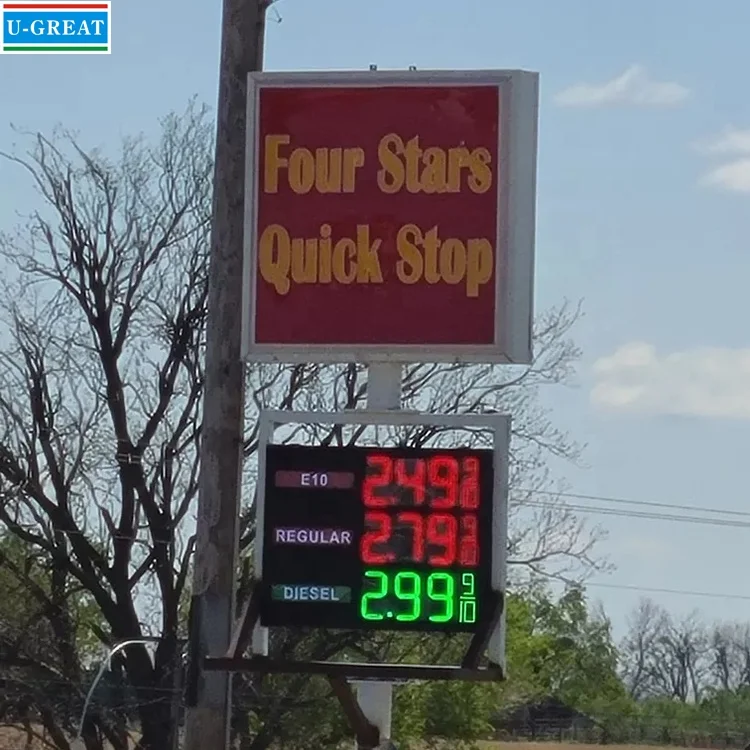 U-GREAT
Four Stars
Quick Stop
E10 2.49 9/10
REGULAR 2.79 9/10
DIESEL 2.99 9/10